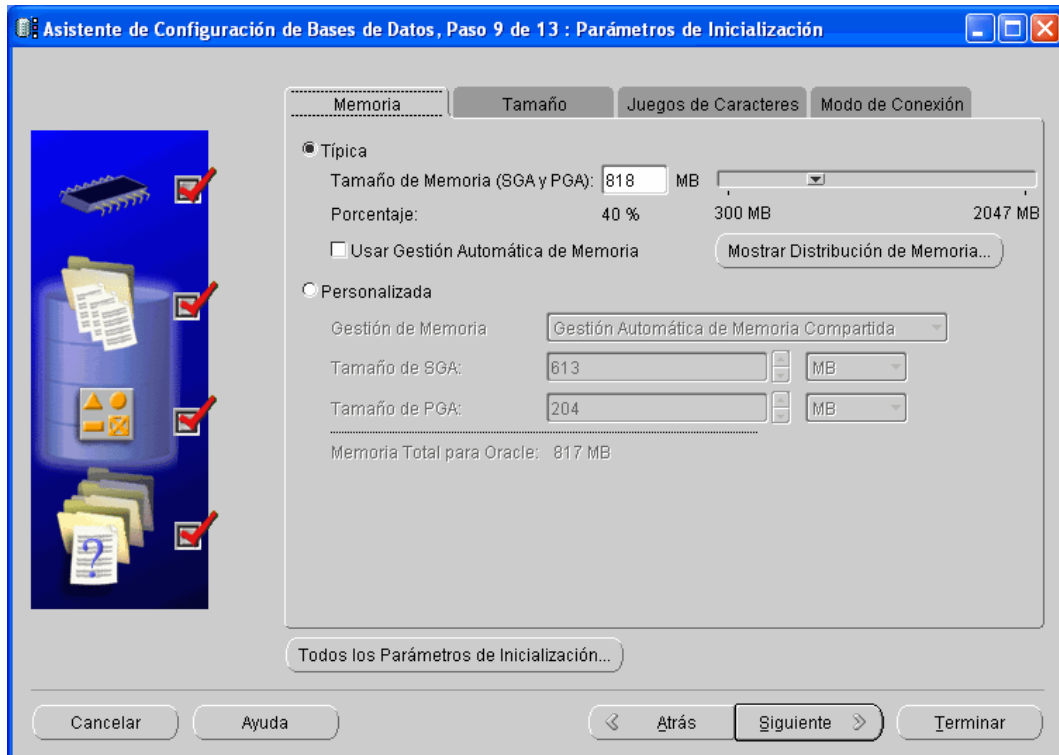 Asistente de Configuración de Bases de Datos, Paso 9 de 13 : Parámetros de Inicialización
Memoria Tamaño Juegos de Caracteres Modo de Conexión
Típica
Tamaño de Memoria (SGA y PGA): 818 MB
Porcentaje: 40 % 300 MB 2047 MB
Usar Gestión Automática de Memoria Mostrar Distribución de Memoria...
Personalizada
Gestión de Memoria Gestión Automática de Memoria Compartida
Tamaño de SGA: 613 MB
Tamaño de PGA: 204 MB
Memoria Total para Oracle: 817 MB
?
Todos los Parámetros de Inicialización...
Cancelar Ayuda Atrás Siguiente Terminar